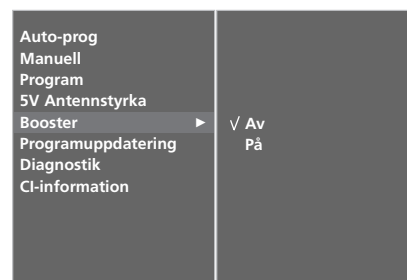 Auto-prog
Manuell
Program
5V Antennstyrka
Booster ►
Programuppdatering
Diagnostik
CI-information
√ Av
På